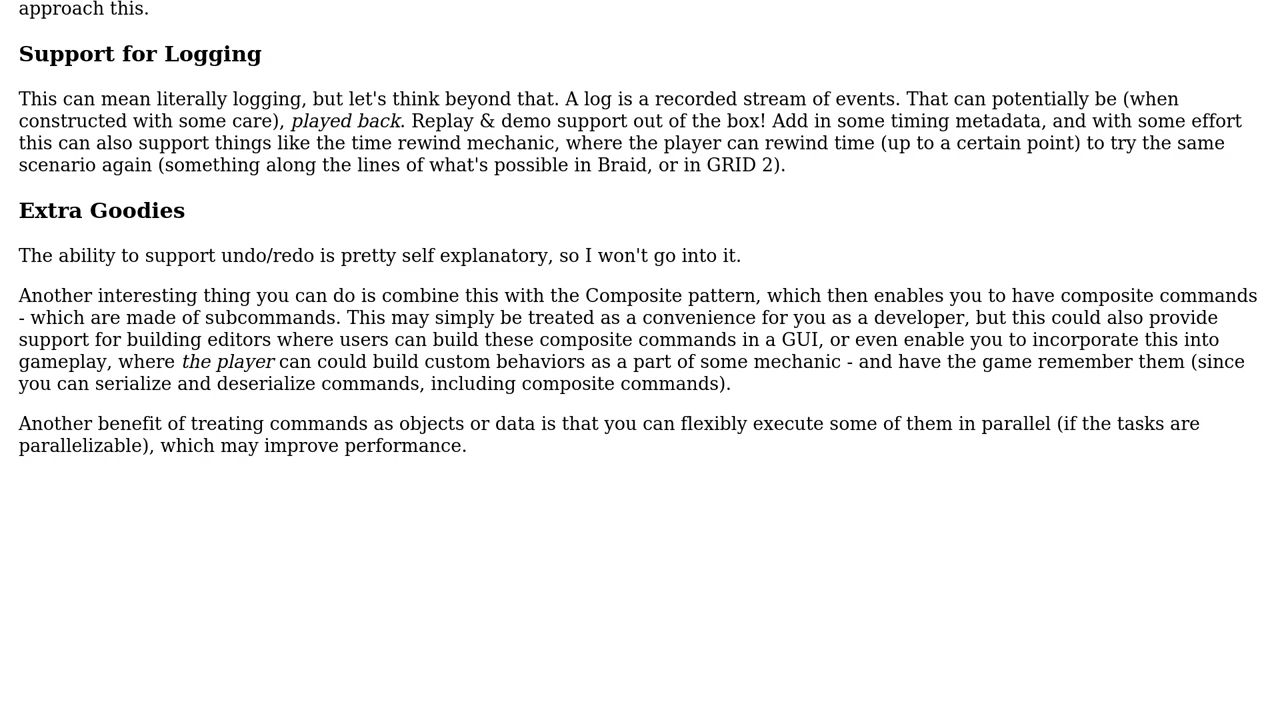 approach this.
Support for Logging
This can mean literally logging, but let's think beyond that. A log is a recorded stream of events. That can potentially be (when
constructed with some care), played back. Replay & demo support out of the box! Add in some timing metadata, and with some effort
this can also support things like the time rewind mechanic, where the player can rewind time (up to a certain point) to try the same
scenario again (something along the lines of what's possible in Braid, or in GRID 2).
Extra Goodies
The ability to support undo/redo is pretty self explanatory, so I won't go into it.
Another interesting thing you can do is combine this with the Composite pattern, which then enables you to have composite commands
- which are made of subcommands. This may simply be treated as a convenience for you as a developer, but this could also provide
support for building editors where users can build these composite commands in a GUI, or even enable you to incorporate this into
gameplay, where the player can could build custom behaviors as a part of some mechanic - and have the game remember them (since
you can serialize and deserialize commands, including composite commands).
Another benefit of treating commands as objects or data is that you can flexibly execute some of them in parallel (if the tasks are
parallelizable), which may improve performance.